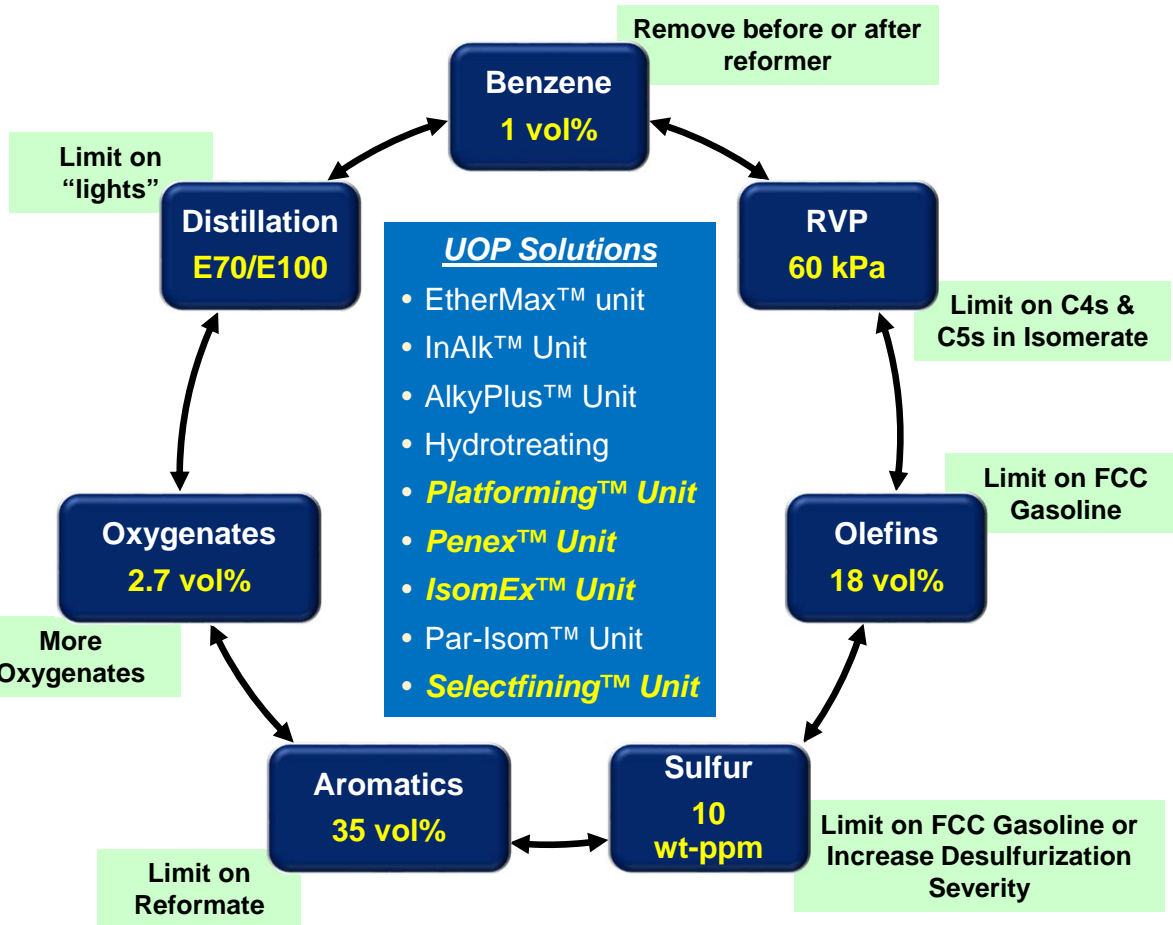 Remove before or after
reformer
Benzene
1 vol%
Limit on
“lights”
Distillation
E70/E100
RVP
60 kPa
Limit on C4s &
C5s in Isomerate
UOP Solutions
• EtherMax™ unit
• InAlk™ Unit
• AlkyPlus™ Unit
• Hydrotreating
• Platforming™ Unit
• Penex™ Unit
• IsomEx™ Unit
• Par-Isom™ Unit
• Selectfining™ Unit
Limit on FCC
Gasoline
Olefins
18 vol%
Oxygenates
2.7 vol%
More
Oxygenates
Aromatics
35 vol%
Limit on
Reformate
Sulfur
10
wt-ppm
Limit on FCC Gasoline or
Increase Desulfurization
Severity